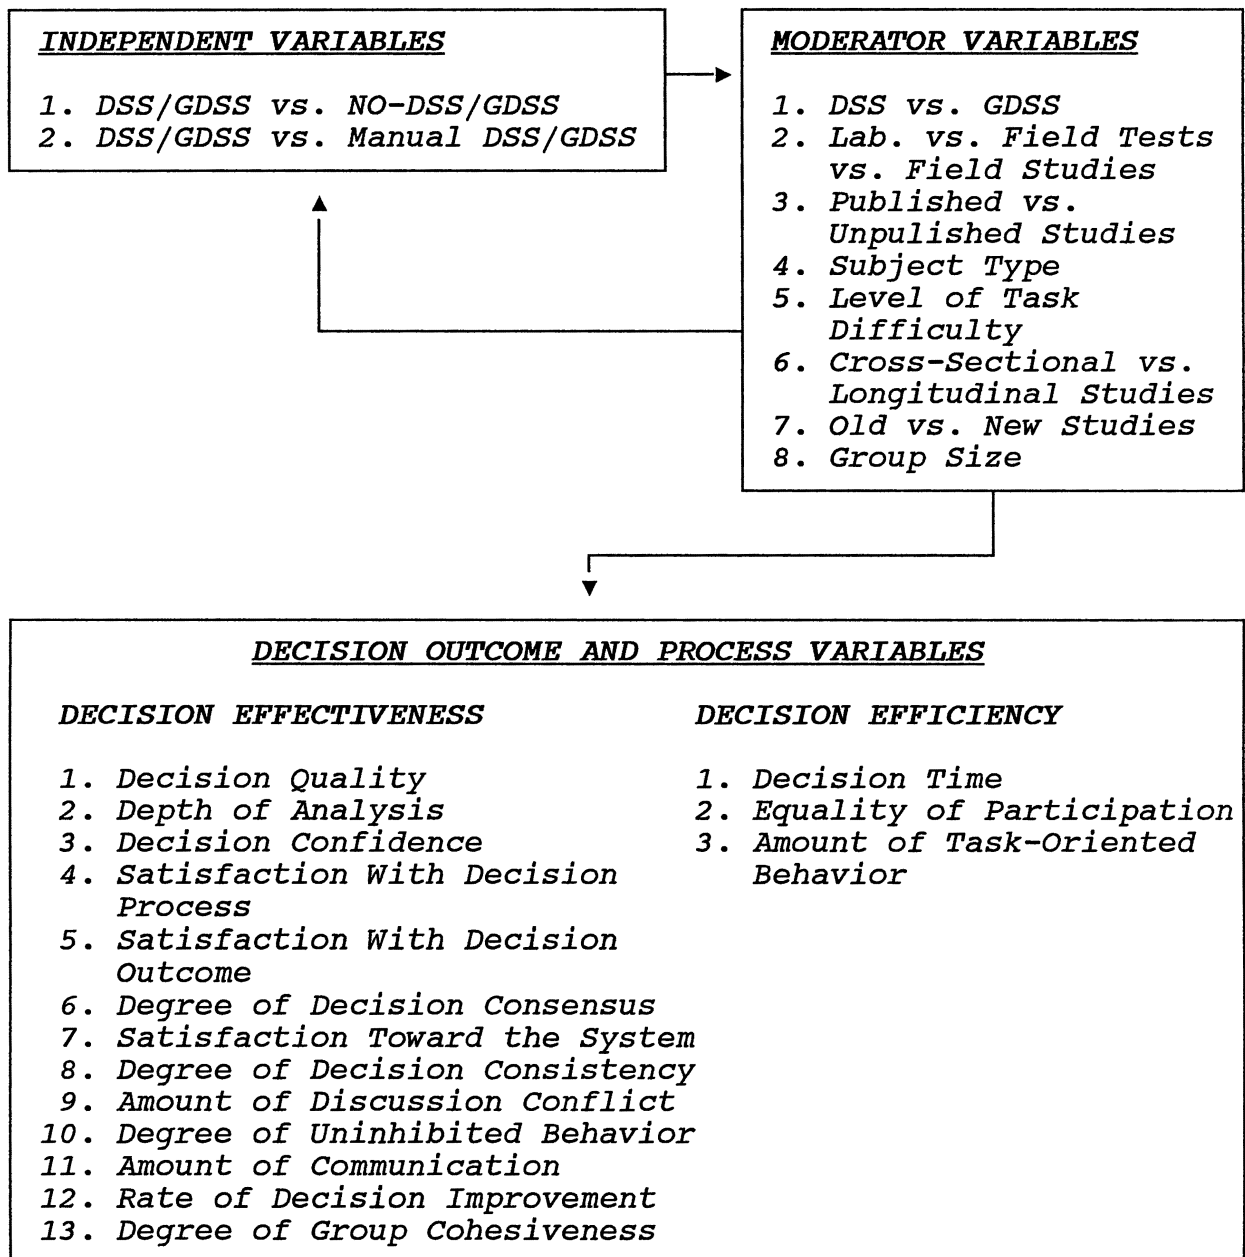 INDEPENDENT VARIABLES
1. DSS/GDSS vs. NO-DSS/GDSS
2. DSS/GDSS vs. Manual DSS/GDSS
MODERATOR VARIABLES
1. DSS vs. GDSS
2. Lab. vs. Field Tests
vs. Field Studies
3. Published vs.
Unpulished Studies
4. Subject Type
5. Level of Task
Difficulty
6. Cross-Sectional vs.
Longitudinal Studies
7. Old vs. New Studies
8. Group Size
DECISION OUTCOME AND PROCESS VARIABLES
DECISION EFFECTIVENESS
1. Decision Quality
2. Depth of Analysis
3. Decision Confidence
4. Satisfaction With Decision
Process
5. Satisfaction With Decision
Outcome
6. Degree of Decision Consensus
7. Satisfaction Toward the System
8. Degree of Decision Consistency
9. Amount of Discussion Conflict
10. Degree of Uninhibited Behavior
11. Amount of Communication
12. Rate of Decision Improvement
13. Degree of Group Cohesiveness
DECISION EFFICIENCY
1. Decision Time
2. Equality of Participation
3. Amount of Task-Oriented
Behavior